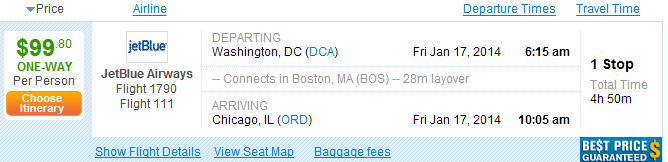 Price Airline Departure Times Travel Time
$99.80
ONE-WAY
Per Person
Choose
Itinerary
jetBlue
JetBlue Airways
Flight 1790
Flight 111
DEPARTING
Washington, DC (DCA) Fri Jan 17, 2014 6:15 am
-- Connects in Boston, MA (BOS) -- 28m layover
ARRIVING
Chicago, IL (ORD) Fri Jan 17, 2014 10:05 am
1 Stop
Total Time
4h 50m
Show Flight Details View Seat Map Baggage fees
BEST PRICE
GUARANTEED $